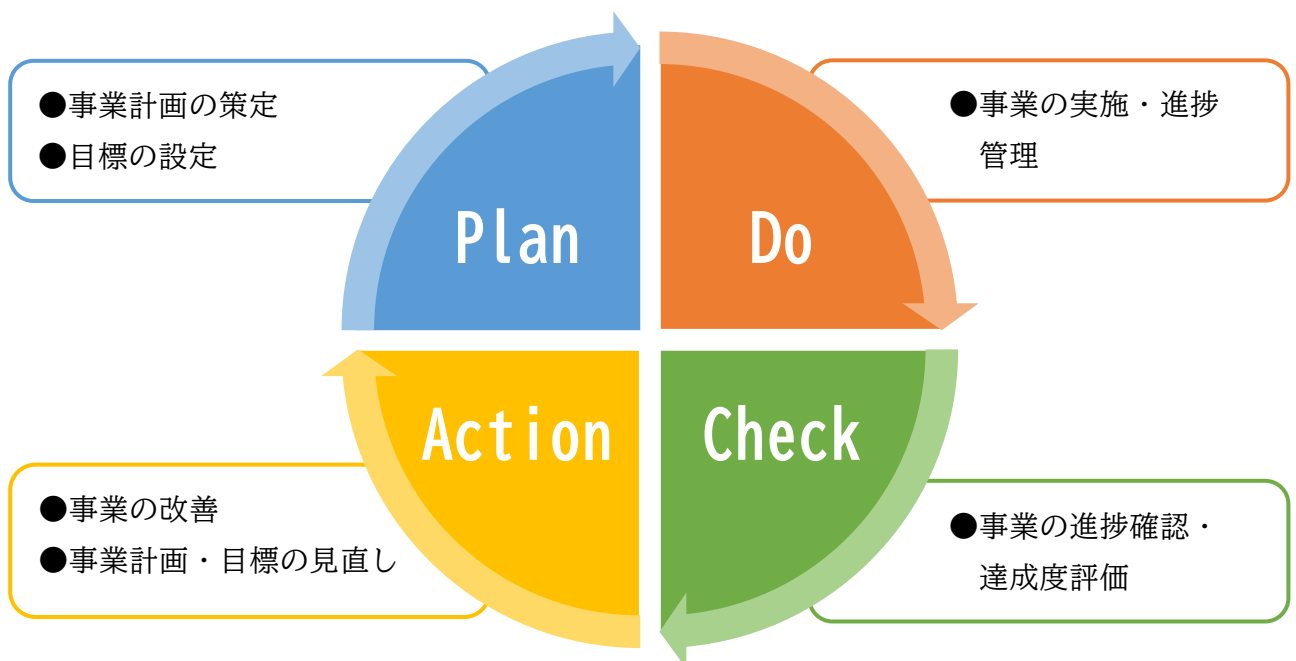 ●事業計画の策定
●目標の設定
Plan
Do
●事業の実施・進捗
管理
Action
Check
●事業の改善
●事業計画・目標の見直し
●事業の進捗確認・
達成度評価